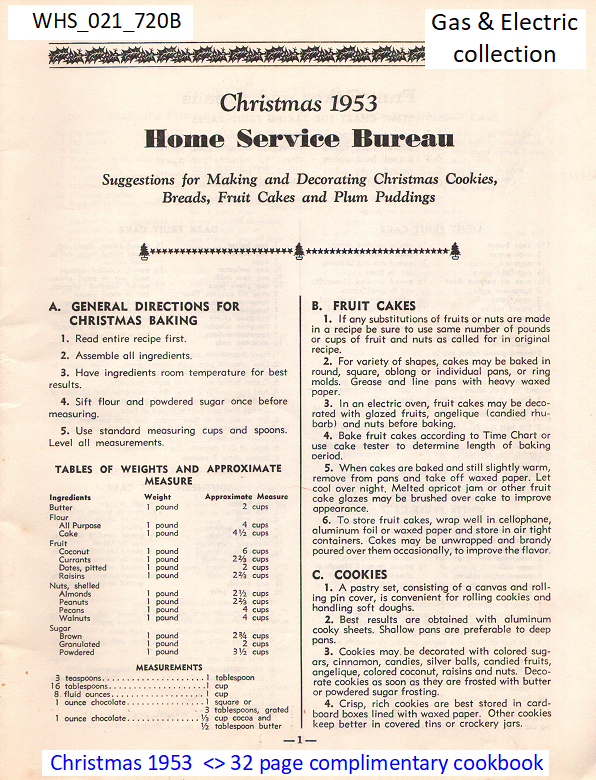 WHS_021_720B
Gas & Electric
collection
Christmas 1953
Home Service Bureau
Suggestions for Making and Decorating Christmas Cookies,
Breads, Fruit Cakes and Plum Puddings
A. GENERAL DIRECTIONS FOR
CHRISTMAS BAKING
1. Read entire recipe first.
2. Assemble all ingredients.
3. Have ingredients room temperature for best
results.
4. Sift flour and powdered sugar once before
measuring.
5. Use standard measuring cups and spoons.
Level all measurements.
TABLES OF WEIGHTS AND APPROXIMATE
MEASURE
Ingredients Weight Approximate Measure
Butter 1 pound 2 cups
Flour
All Purpose 1 pound 4 cups
Cake 1 pound 4½ cups
Fruit
Coconut 1 pound 6 cups
Currants 1 pound 2⅔ cups
Dates, pitted 1 pound 2 cups
Raisins 1 pound 2⅔ cups
Nuts, shelled
Almonds 1 pound 2½ cups
Peanuts 1 pound 2⅔ cups
Pecans 1 pound 4 cups
Walnuts 1 pound 4 cups
Sugar
Brown 1 pound 2¾ cups
Granulated 1 pound 2 cups
Powdered 1 pound 3½ cups
MEASUREMENTS
3 teaspoons........................1 tablespoon
16 tablespoons......................1 cup
8 fluid ounces......................1 cup
1 ounce chocolate..................1 square or
3 tablespoons, grated
1 ounce chocolate..................⅓ cup cocoa and
½ tablespoon butter
B. FRUIT CAKES
1. If any substitutions of fruits or nuts are made
in a recipe be sure to use same number of pounds
or cups of fruit and nuts as called for in original
recipe.
2. For variety of shapes, cakes may be baked in
round, square, oblong or individual pans, or ring
molds. Grease and line pans with heavy waxed
paper.
3. In an electric oven, fruit cakes may be deco-
rated with glazed fruits, angelique (candied rhu-
barb) and nuts before baking.
4. Bake fruit cakes according to Time Chart or
use cake tester to determine length of baking
period.
5. When cakes are baked and still slightly warm,
remove from pans and take off waxed paper. Let
cool over night. Melted apricot jam or other fruit
cake glazes may be brushed over cake to improve
appearance.
6. To store fruit cakes, wrap well in cellophane,
aluminum foil or waxed paper and store in air tight
containers. Cakes may be unwrapped and brandy
poured over them occasionally, to improve the flavor.
C. COOKIES
1. A pastry set, consisting of a canvas and roll-
ing pin cover, is convenient for rolling cookies and
handling soft doughs.
2. Best results are obtained with aluminum
cooky sheets. Shallow pans are preferable to deep
pans.
3. Cookies may be decorated with colored sug-
ars, cinnamon, candies, silver balls, candied fruits,
angelique, colored coconut, raisins and nuts. Deco-
rate cookies as soon as they are frosted with butter
or powdered sugar frosting.
4. Crisp, rich cookies are best stored in card-
board boxes lined with waxed paper. Other cookies
keep better in covered tins or crockery jars.
—1—
Christmas 1953 <> 32 page complimentary cookbook